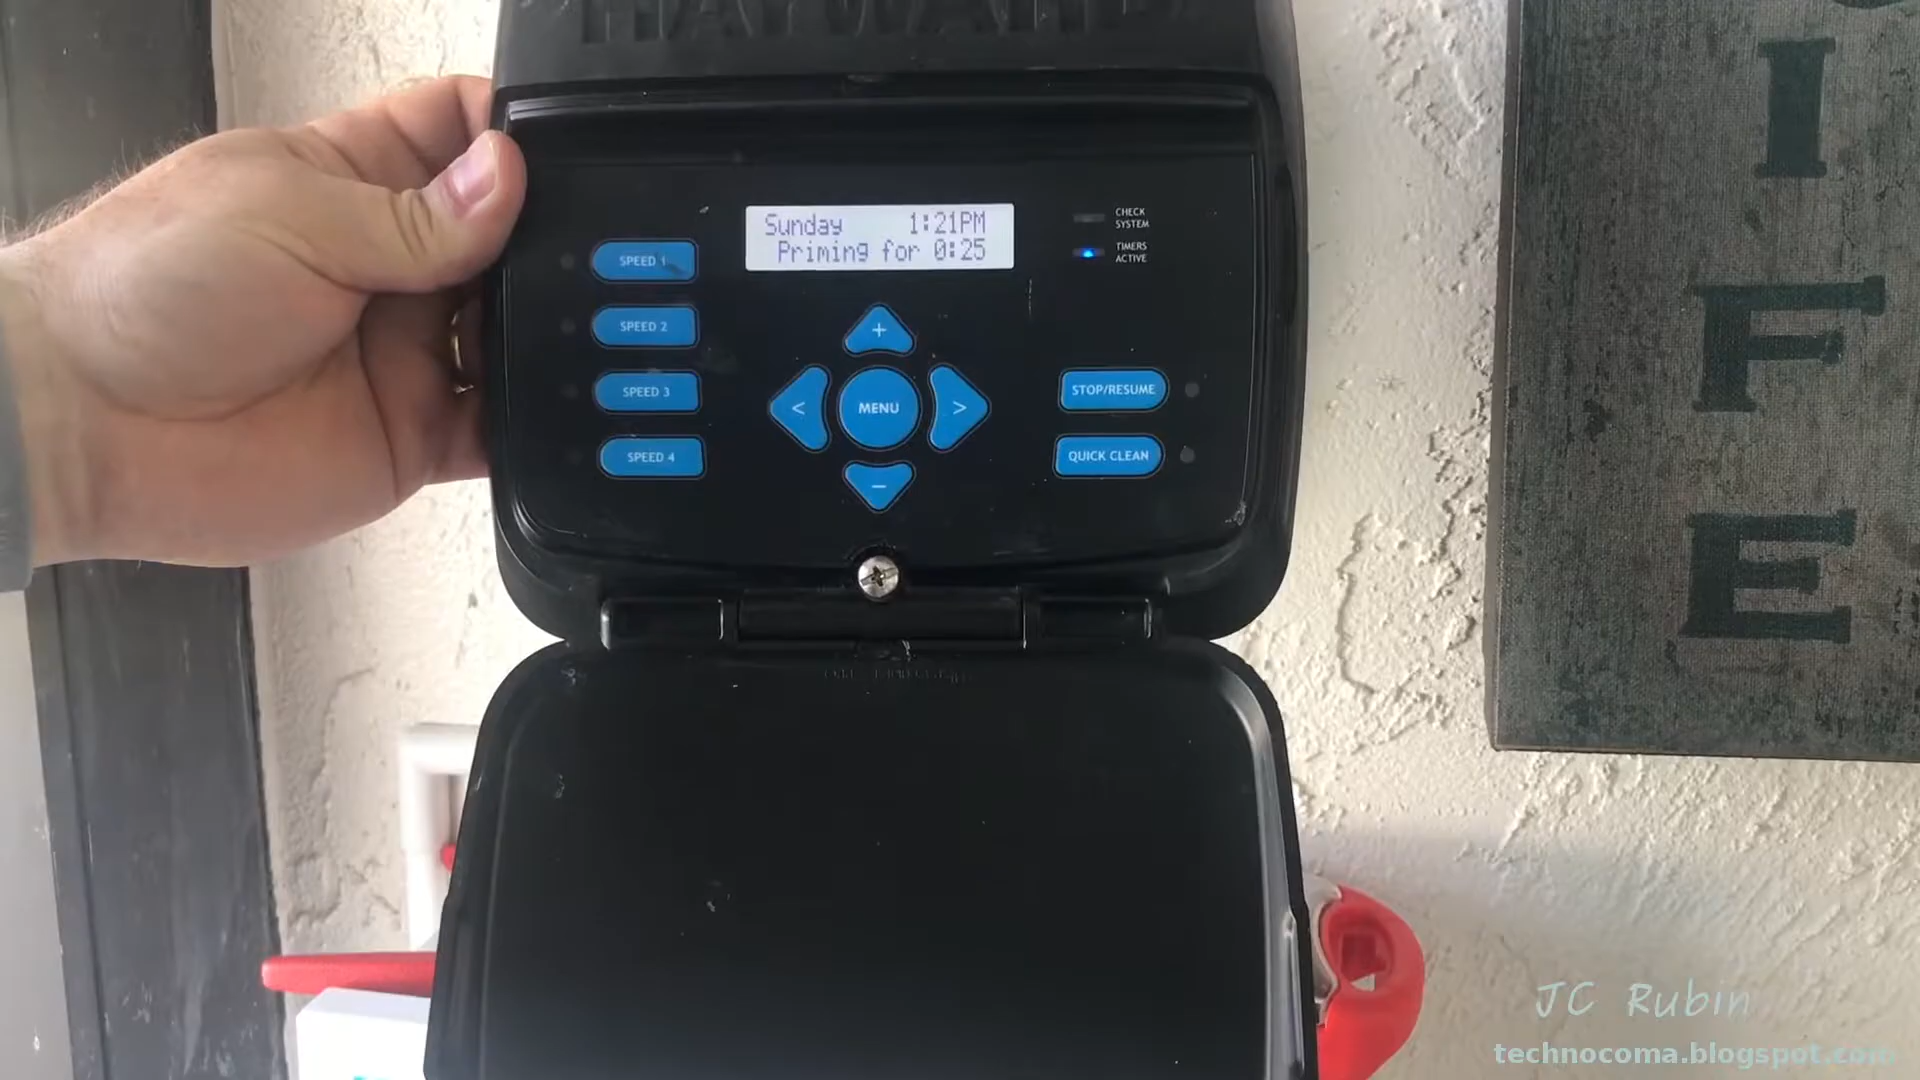 HAYWARD
Sunday 1:21PM
Priming for 0:25
CHECK
SYSTEM
TIMERS
ACTIVE
SPEED 1
SPEED 2
SPEED 3
SPEED 4
+
<
MENU
>
−
STOP/RESUME
QUICK CLEAN
I
F
E
JC Rubin
technocoma.blogspot.com